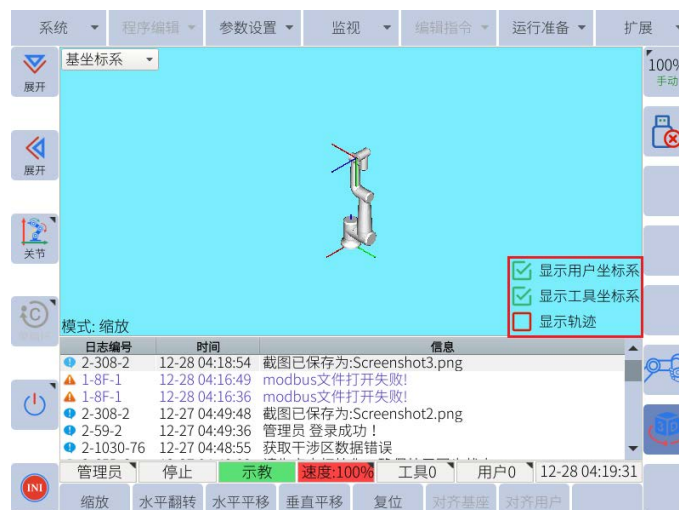 系统 程序编辑 参数设置 监视 编辑指令 运行准备 扩展
展开
基坐标系
100%
手动
展开
关节
显示用户坐标系
显示工具坐标系
显示轨迹
模式: 缩放
日志编号 时间 信息
2-308-2 12-28 04:18:54 截图已保存为:Screenshot3.png
1-8F-1 12-28 04:16:49 modbus文件打开失败!
1-8F-1 12-28 04:16:36 modbus文件打开失败!
2-308-2 12-27 04:49:48 截图已保存为:Screenshot2.png
2-59-2 12-27 04:49:36 管理员 登录成功！
2-1030-76 12-27 04:48:55 获取干涉区数据错误
管理员 停止 示教 速度:100% 工具0 用户0 12-28 04:19:31
INI
缩放 水平翻转 水平平移 垂直平移 复位 对齐基座 对齐用户
3D